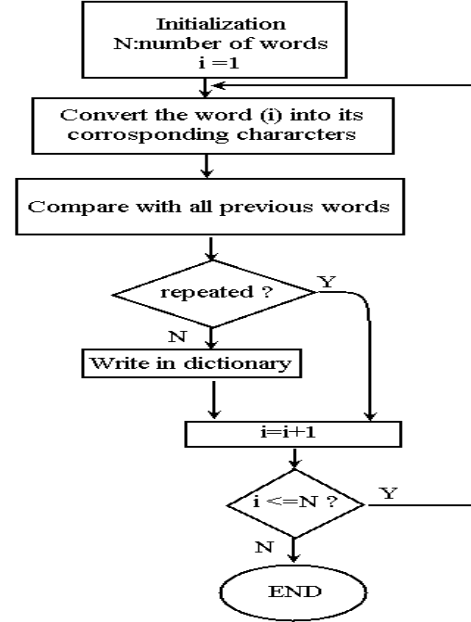 Initialization
N:number of words
i =1
Convert the word (i) into its
corrosponding chararcters
Compare with all previous words
repeated ?
Y
N
Write in dictionary
i=i+1
i <=N ?
Y
N
END